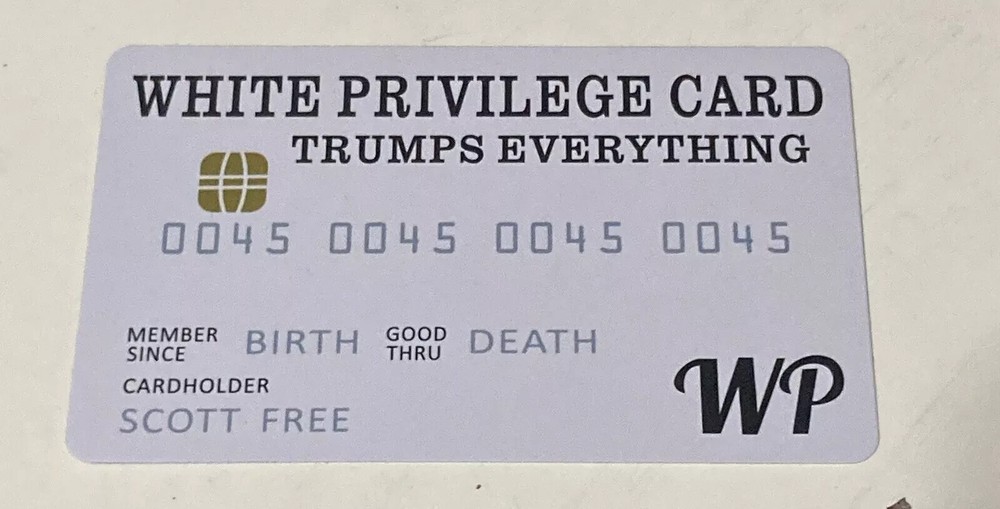 WHITE PRIVILEGE CARD
TRUMPS EVERYTHING
0045 0045 0045 0045
MEMBER SINCE BIRTH GOOD THRU DEATH
CARDHOLDER
SCOTT FREE
WP